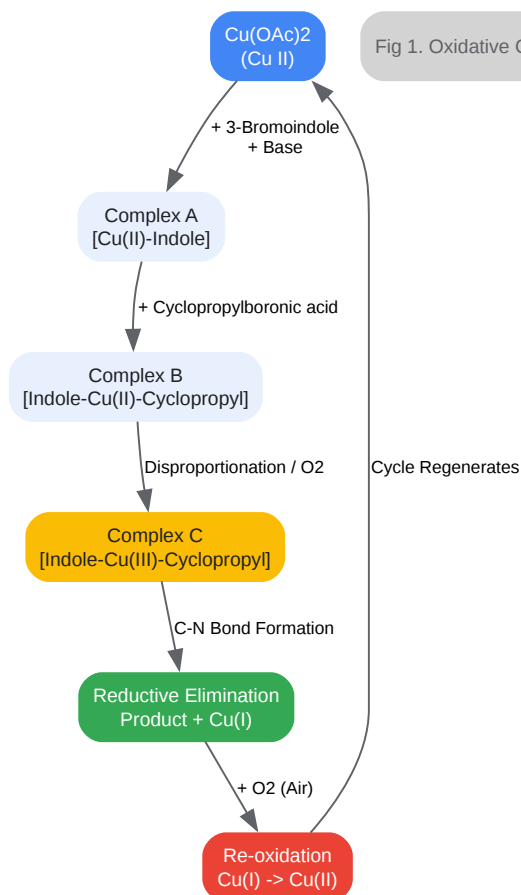 Cu(OAc)2
(Cu II)
Fig 1. Oxidative
+ 3-Bromoindole
+ Base
Complex A
[Cu(II)-Indole]
+ Cyclopropylboronic acid
Complex B
[Indole-Cu(II)-Cyclopropyl]
Disproportionation / O2
Cycle Regenerates
Complex C
[Indole-Cu(III)-Cyclopropyl]
C-N Bond Formation
Reductive Elimination
Product + Cu(I)
+ O2 (Air)
Re-oxidation
Cu(I) -> Cu(II)